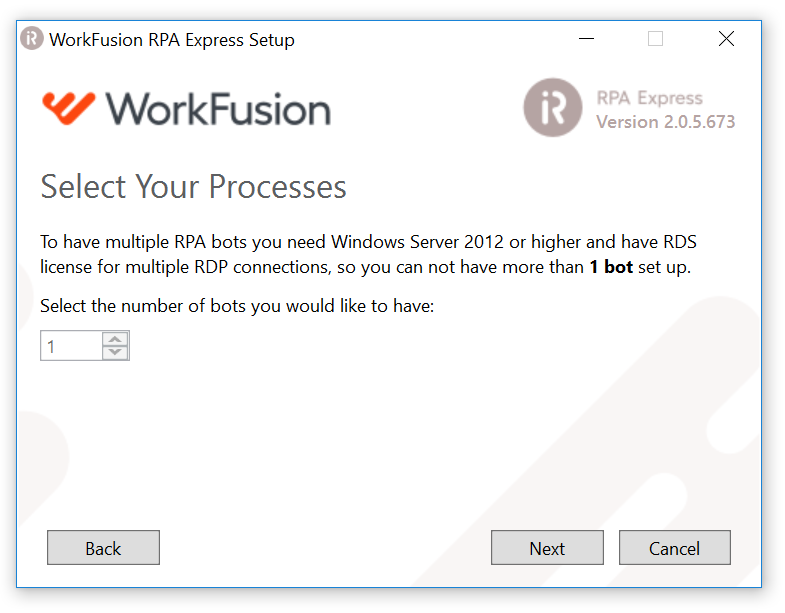 WorkFusion RPA Express Setup
WorkFusion
RPA Express
Version 2.0.5.673
Select Your Processes
To have multiple RPA bots you need Windows Server 2012 or higher and have RDS
license for multiple RDP connections, so you can not have more than 1 bot set up.
Select the number of bots you would like to have:
1
Back
Next
Cancel